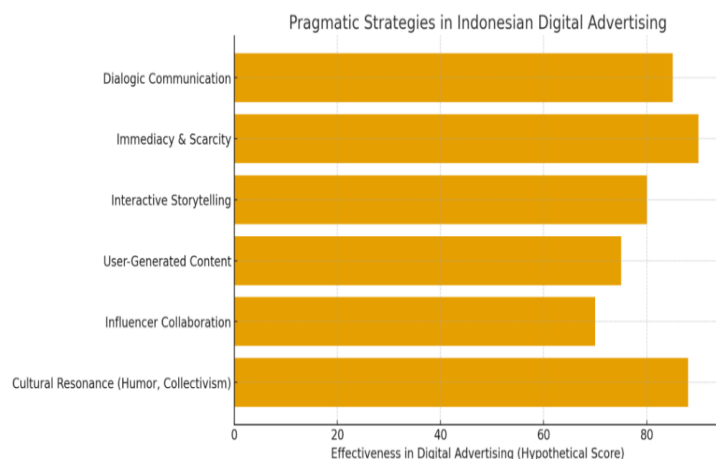 Pragmatic Strategies in Indonesian Digital Advertising
Dialogic Communication
Immediacy & Scarcity
Interactive Storytelling
User-Generated Content
Influencer Collaboration
Cultural Resonance (Humor, Collectivism)
0 20 40 60 80
Effectiveness in Digital Advertising (Hypothetical Score)